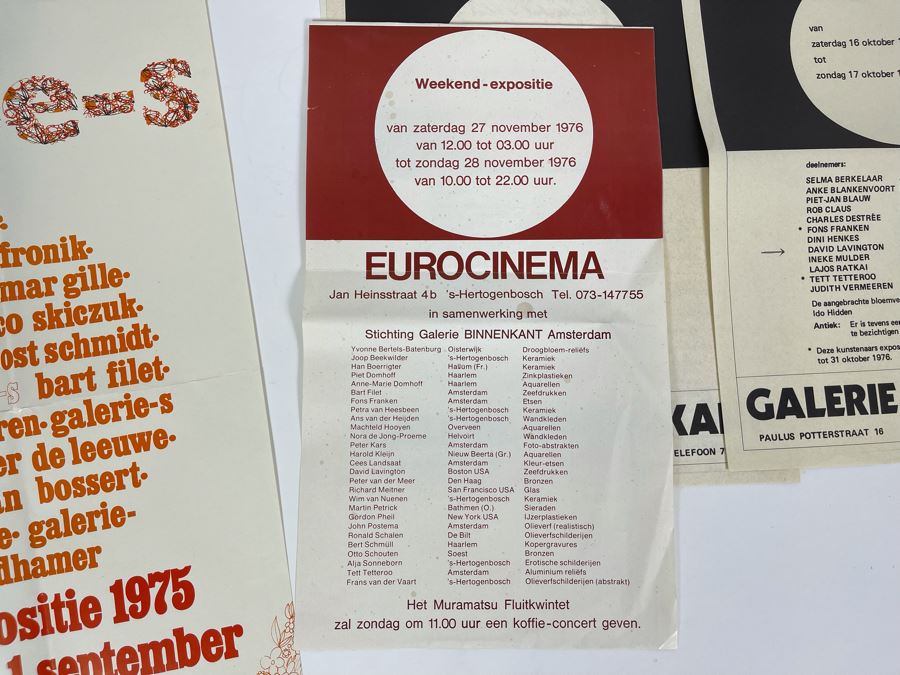 e-s
fronik.
mar gille.
co skiczuk.
ost schmidt.
-s bart filet.
ren. galerie-s
er de leeuwe.
an bossert.
e. galerie-
dhamer
ositie 1975
1 september
Weekend-expositie
van zaterdag 27 november 1976
van 12.00 tot 03.00 uur
tot zondag 28 november 1976
van 10.00 tot 22.00 uur.
EUROCINEMA
Jan Heinsstraat 4b 's-Hertogenbosch Tel. 073-147755
in samenwerking met
Stichting Galerie BINNENKANT Amsterdam
Yvonne Bertels-Batenburg Oisterwijk Droogbloem-reliëfs
Joop Beekwilder 's-Hertogenbosch Keramiek
Han Boerrigter Hallum (Fr.) Keramiek
Piet Domhoff Haarlem Zinkplastieken
Anne-Marie Domhoff Haarlem Aquarellen
Bart Filet Amsterdam Zeefdrukken
Fons Franken Amsterdam Etsen
Petra van Heesbeen 's-Hertogenbosch Keramiek
Ans van der Heijden 's-Hertogenbosch Wandkleden
Machteld Hooyen Overveen Aquarellen
Nora de Jong-Proeme Helvoirt Wandkleden
Peter Kars Amsterdam Foto-abstrakten
Harold Kleijn Nieuw Beerta (Gr.) Aquarellen
Cees Landsaat Amsterdam Kleur-etsen
David Lavington Boston USA Zeefdrukken
Peter van der Meer Den Haag Bronzen
Richard Meitner San Francisco USA Glas
Wim van Nuenen 's-Hertogenbosch Keramiek
Martin Petrick Bathmen (O.) Sieraden
Gordon Pheil New York USA IJzerplastieken
John Postema Amsterdam Olieverf (realistisch)
Ronald Schalen De Bilt Olieverfschilderijen
Bert Schmüll Haarlem Kopergravures
Otto Schouten Soest Bronzen
Alja Sonneborn 's-Hertogenbosch Erotische schilderijen
Tett Tetteroo Amsterdam Aluminium reliëfs
Frans van der Vaart 's-Hertogenbosch Olieverfschilderijen (abstrakt)
Het Muramatsu Fluitkwintet
zal zondag om 11.00 uur een koffie-concert geven.
KA
ELEFOON 7
van
zaterdag 16 oktober 1
tot
zondag 17 oktober 1
deelnemers:
SELMA BERKELAAR
ANKE BLANKENVOORT
PIET-JAN BLAUW
ROB CLAUS
CHARLES DESTRÈE
* FONS FRANKEN
DINI HENKES
→ DAVID LAVINGTON
INEKE MULDER
LAJOS RATKAI
* TETT TETTEROO
JUDITH VERMEEREN
De aangebrachte bloemve
Ido Hidden
Antiek: Er is tevens een
te bezichtigen
* Deze kunstenaars expos
tot 31 oktober 1976.
GALERIE
PAULUS POTTERSTRAAT 16